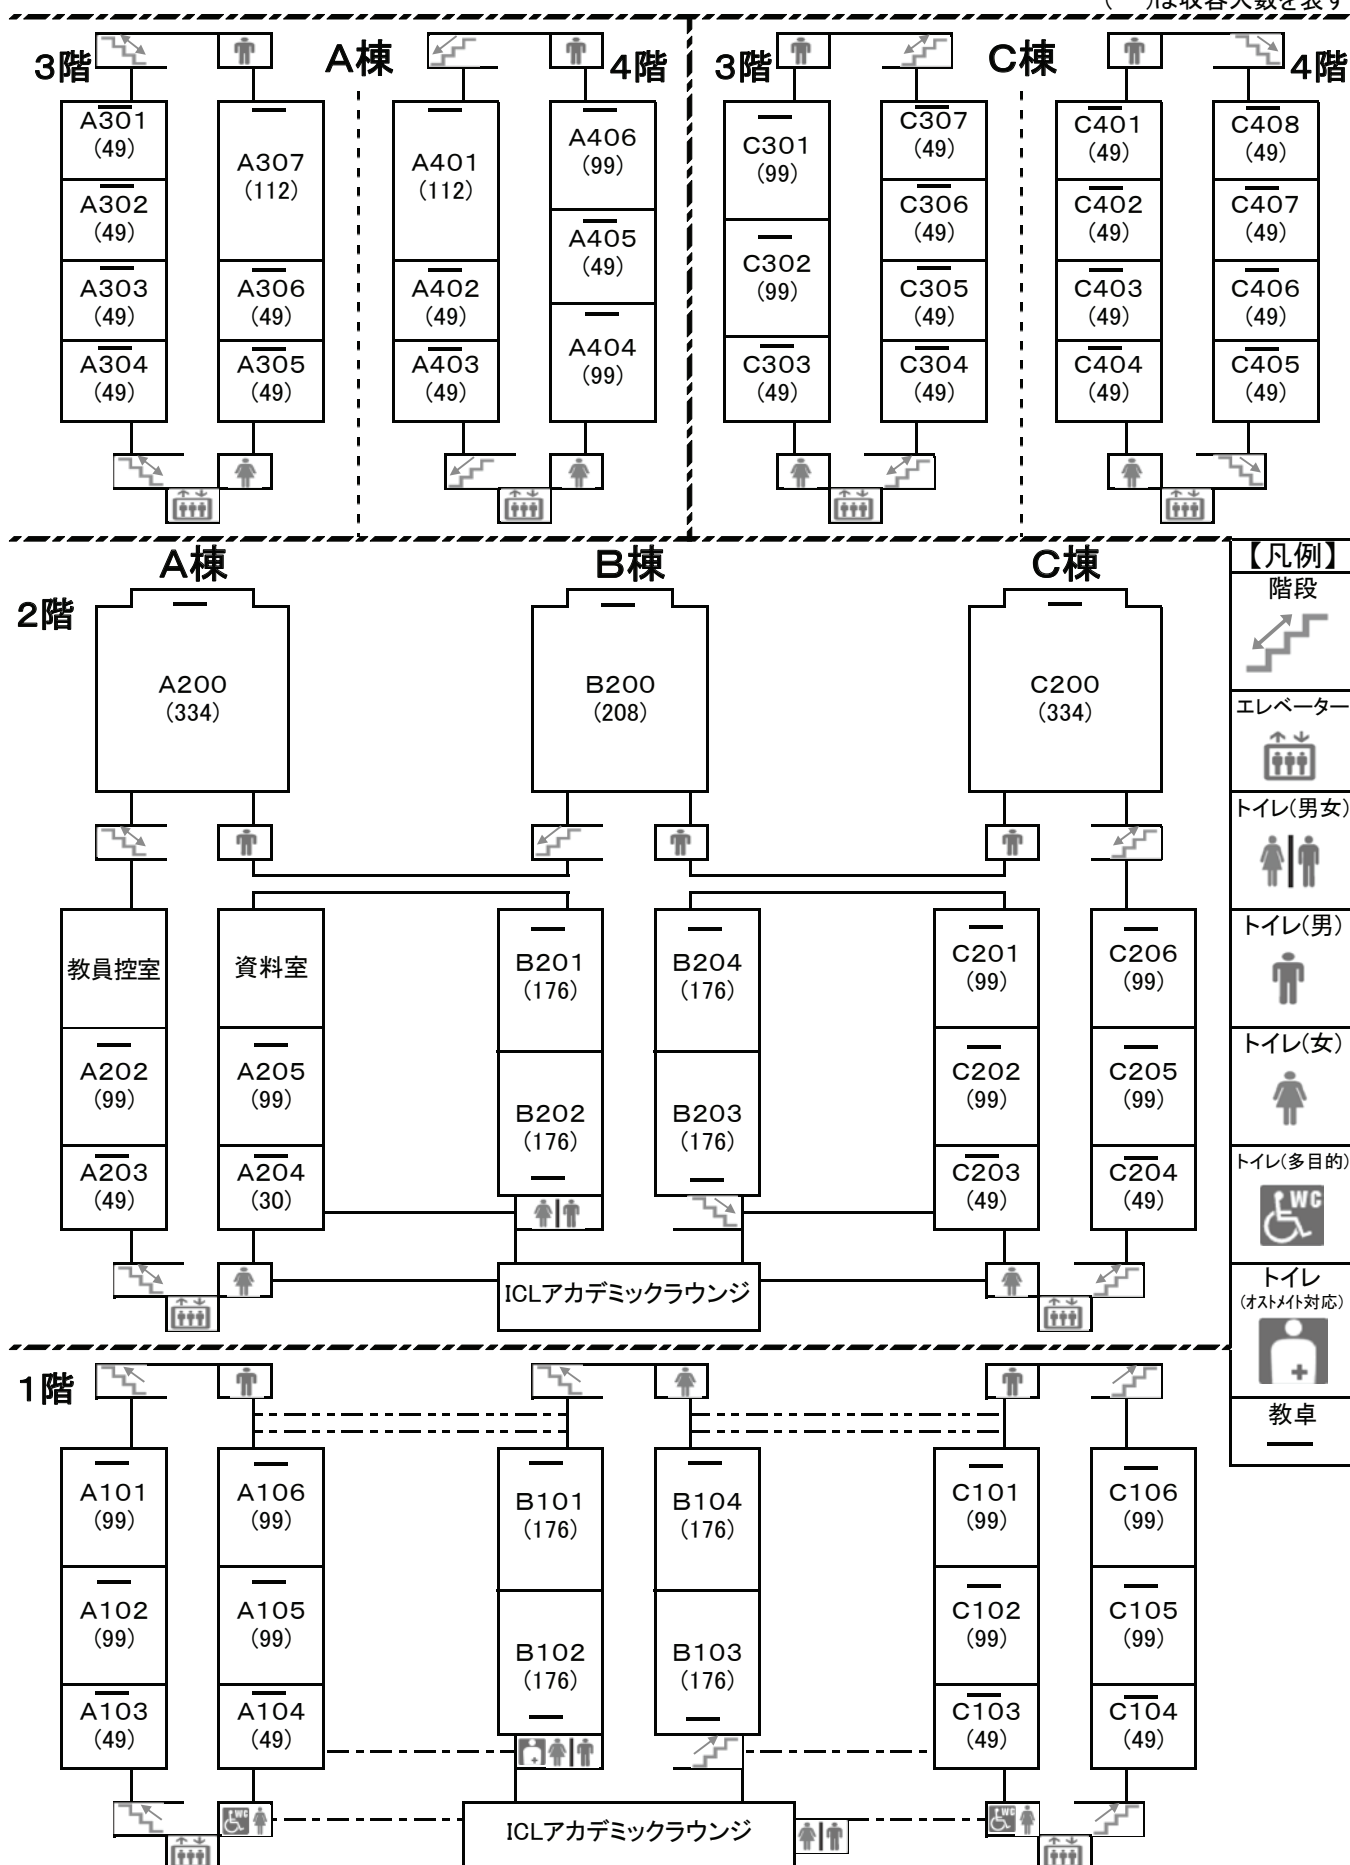 ( )は収容人数を表す
3階
A棟
4階
3階
C棟
4階
A301
(49)
A302
(49)
A303
(49)
A304
(49)
A307
(112)
A306
(49)
A305
(49)
A401
(112)
A402
(49)
A403
(49)
A406
(99)
A405
(49)
A404
(99)
C301
(99)
C302
(99)
C303
(49)
C307
(49)
C306
(49)
C305
(49)
C304
(49)
C401
(49)
C402
(49)
C403
(49)
C404
(49)
C408
(49)
C407
(49)
C406
(49)
C405
(49)
A棟
B棟
C棟
2階
A200
(334)
B200
(208)
C200
(334)
教員控室
A202
(99)
A203
(49)
資料室
A205
(99)
A204
(30)
B201
(176)
B202
(176)
B204
(176)
B203
(176)
C201
(99)
C202
(99)
C203
(49)
C206
(99)
C205
(99)
C204
(49)
ICLアカデミックラウンジ
【凡例】
階段
エレベーター
トイレ(男女)
トイレ(男)
トイレ(女)
トイレ(多目的)
WC
トイレ
(オストメイト対応)
教卓
1階
A101
(99)
A102
(99)
A103
(49)
A106
(99)
A105
(99)
A104
(49)
B101
(176)
B102
(176)
B104
(176)
B103
(176)
C101
(99)
C102
(99)
C103
(49)
C106
(99)
C105
(99)
C104
(49)
WC
ICLアカデミックラウンジ
WC